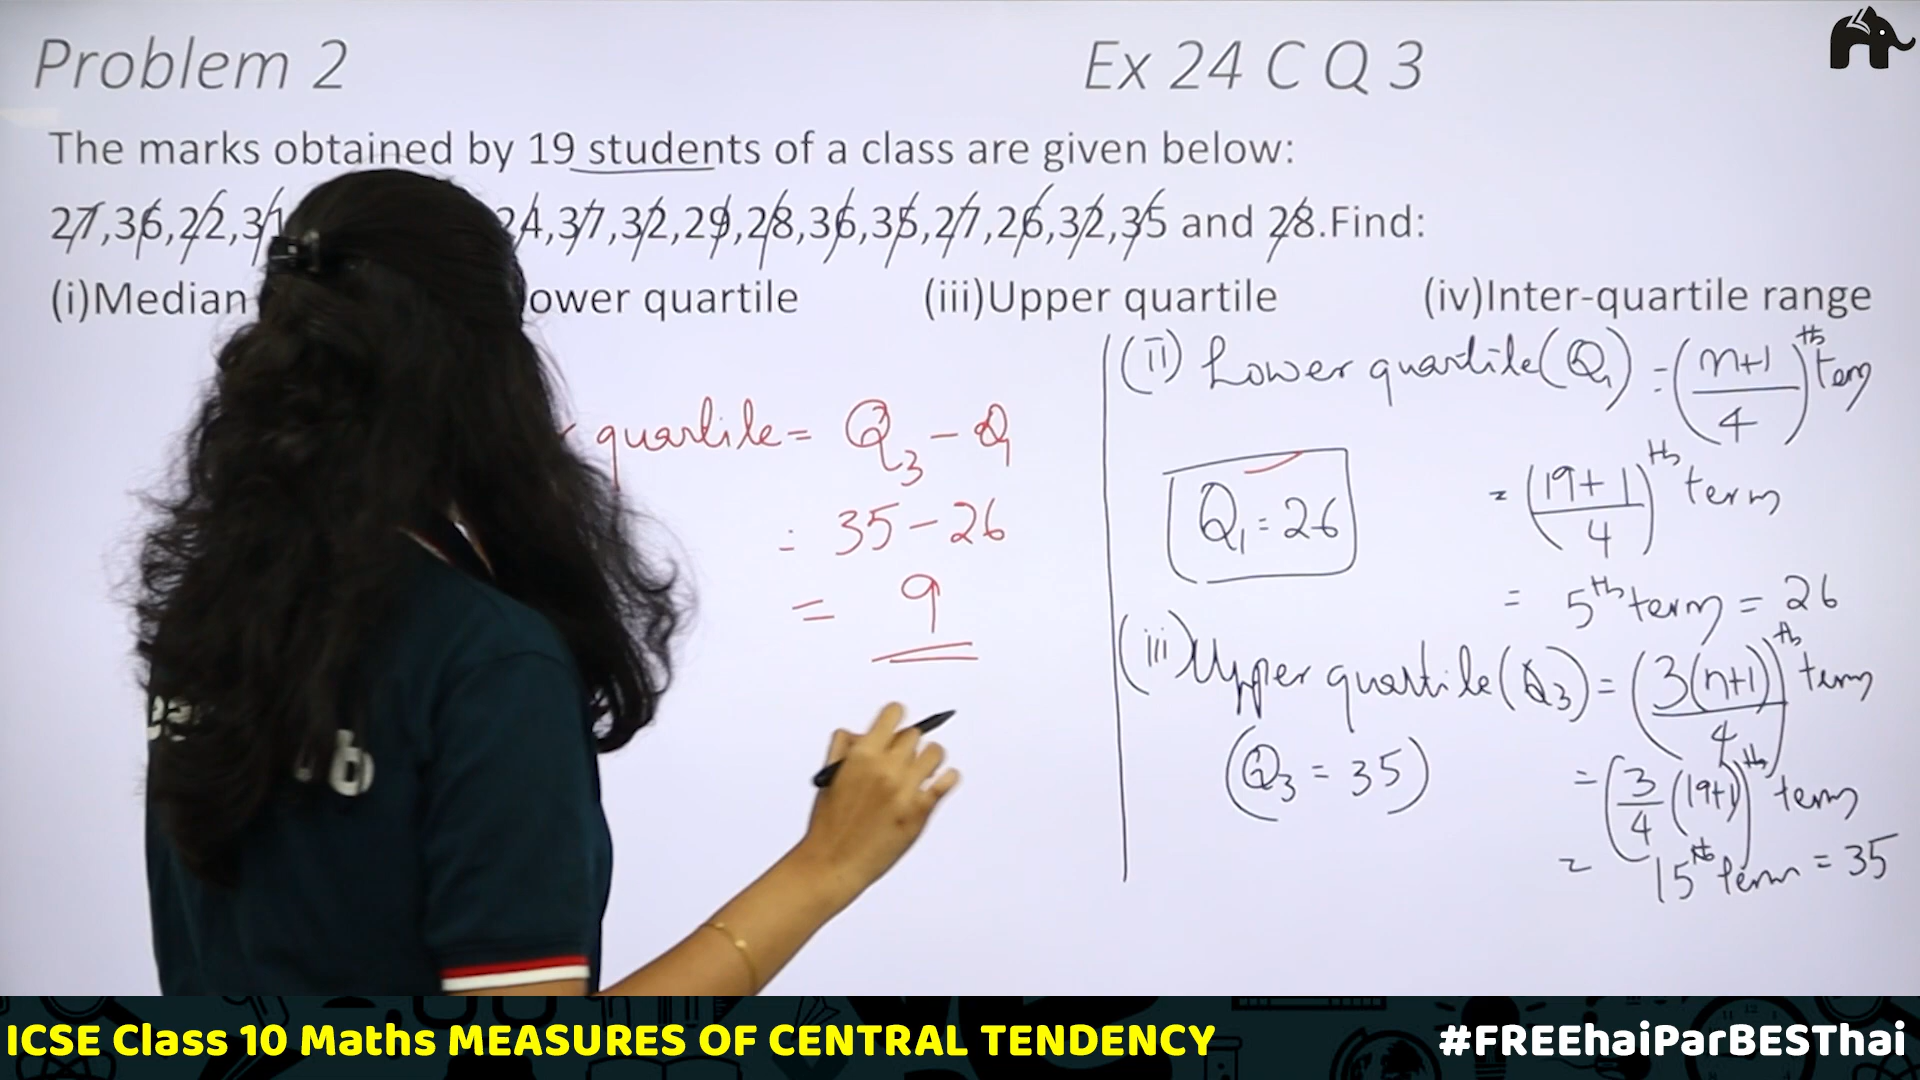 Problem 2 Ex 24 C Q 3
The marks obtained by 19 students of a class are given below:
27,36,22,31 24,37,32,29,28,36,35,27,26,32,35 and 28.Find:
(i)Median ower quartile (iii)Upper quartile (iv)Inter-quartile range
(ii) Lower quartile (Q1) = (n+1/4)th term
quartile = Q3 - Q1
= (19+1/4)th term
Q1 = 26
= 35 - 26
= 5th term = 26
= 9
(iii) Upper quartile (Q3) = (3(n+1)/4)th term
(Q3 = 35)
= (3/4 (19+1))th term
= 15th term = 35
b
ICSE Class 10 Maths MEASURES OF CENTRAL TENDENCY #FREEhaiParBESThai